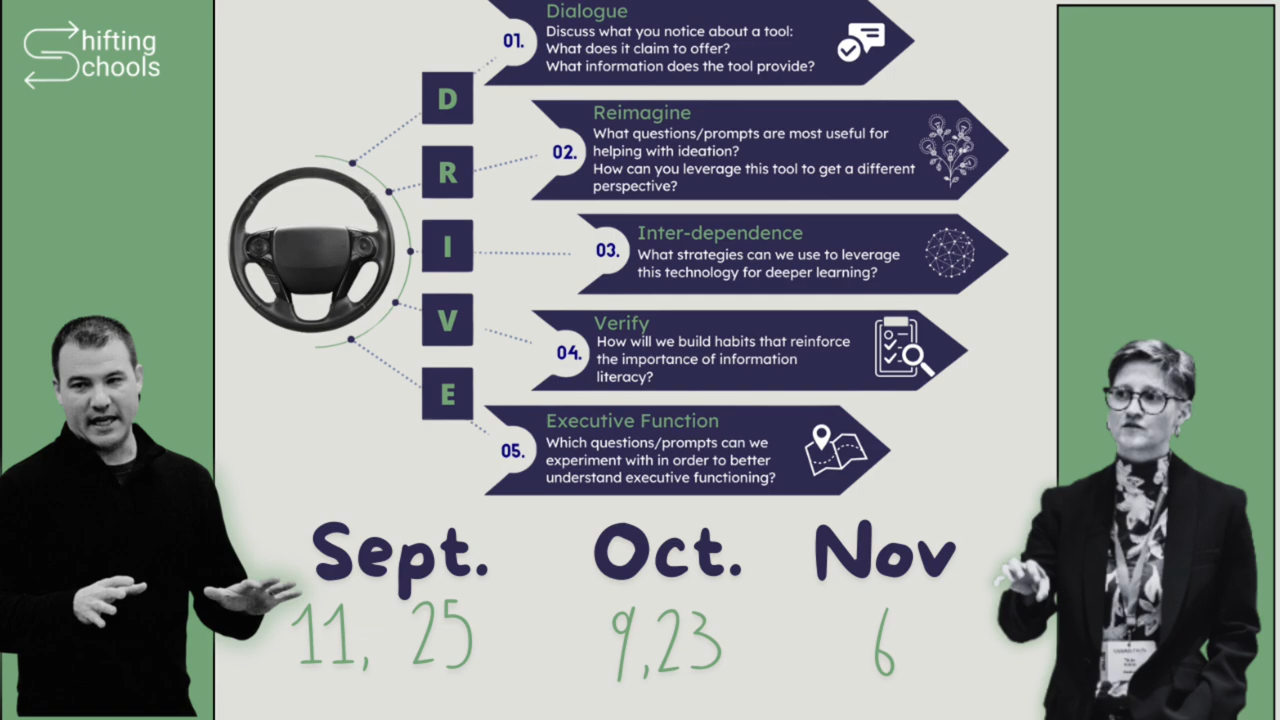 Shifting
Schools
01.
Dialogue
Discuss what you notice about a tool:
What does it claim to offer?
What information does the tool provide?
D
02.
Reimagine
What questions/prompts are most useful for
helping with ideation?
How can you leverage this tool to get a different
perspective?
R
03.
Inter-dependence
What strategies can we use to leverage
this technology for deeper learning?
I
04.
Verify
How will we build habits that reinforce
the importance of information
literacy?
V
05.
Executive Function
Which questions/prompts can we
experiment with in order to better
understand executive functioning?
E
Sept. Oct. Nov
11, 25 9,23 6